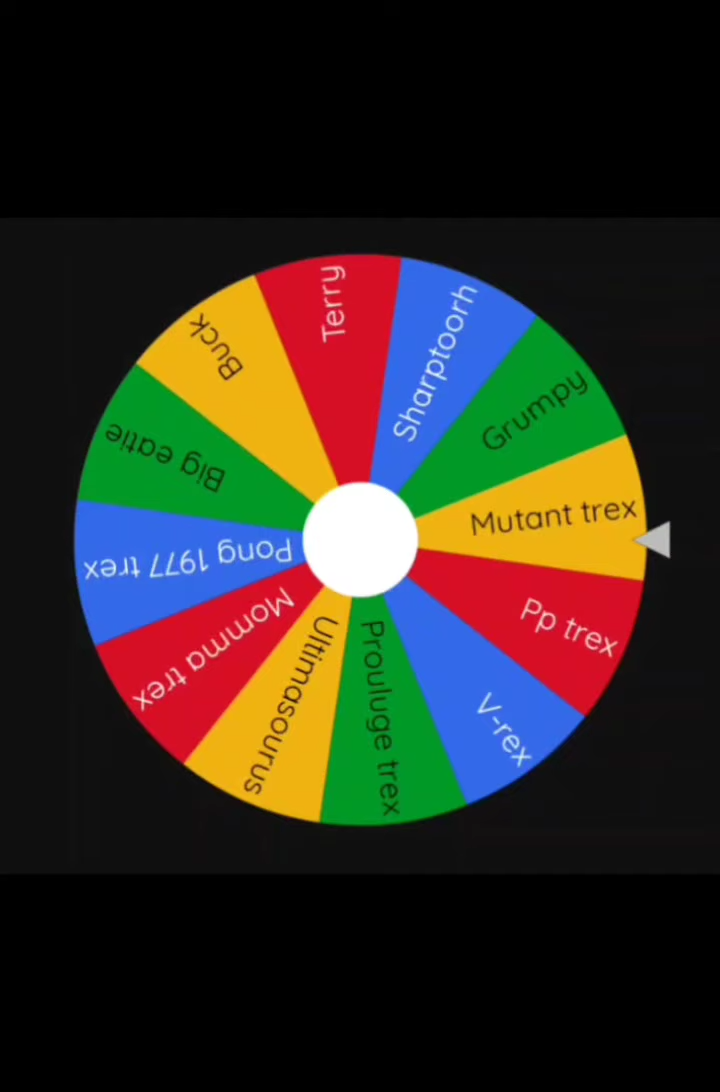 Terry
Sharptoorh
Grumpy
Mutant trex
Pp trex
V-rex
Prouluge trex
Ultimasourus
Momma trex
Pong 1977 trex
Big eatie
Buck